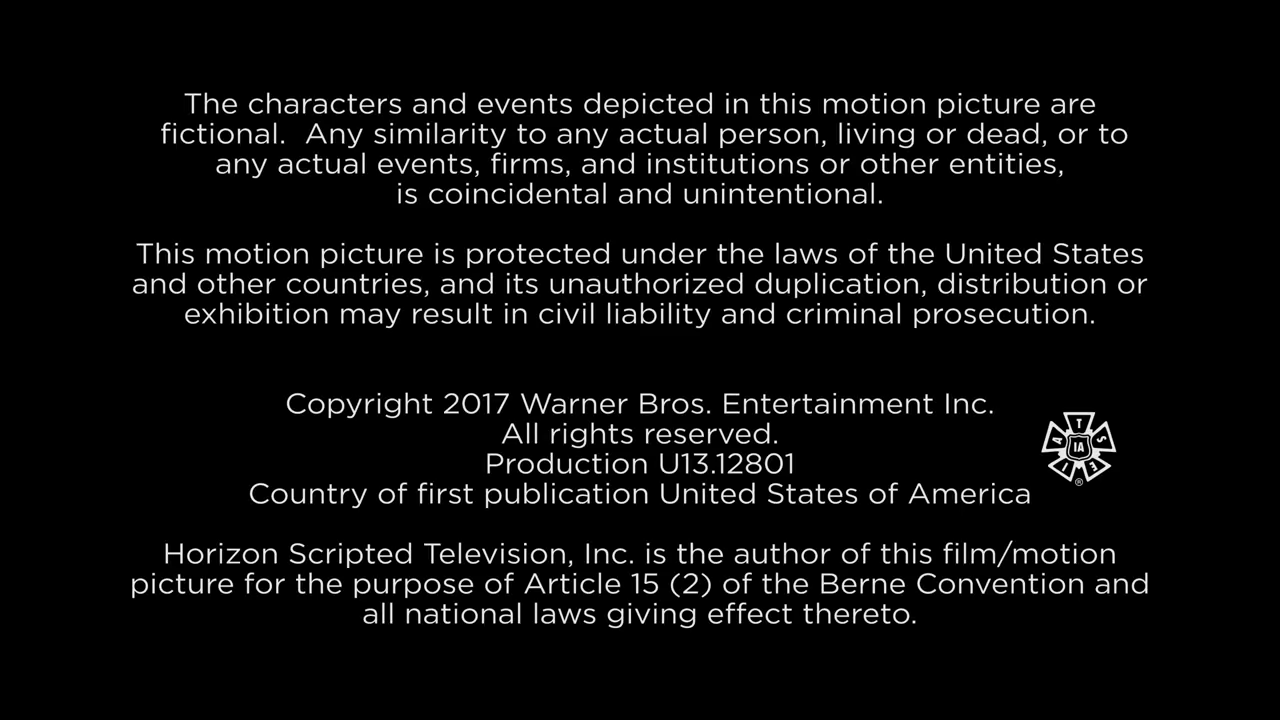 The characters and events depicted in this motion picture are
fictional.  Any similarity to any actual person, living or dead, or to
any actual events, firms, and institutions or other entities,
is coincidental and unintentional.
This motion picture is protected under the laws of the United States
and other countries, and its unauthorized duplication, distribution or
exhibition may result in civil liability and criminal prosecution.
Copyright 2017 Warner Bros. Entertainment Inc.
All rights reserved.
Production U13.12801
Country of first publication United States of America
I A T S E
IA
®
Horizon Scripted Television, Inc. is the author of this film/motion
picture for the purpose of Article 15 (2) of the Berne Convention and
all national laws giving effect thereto.